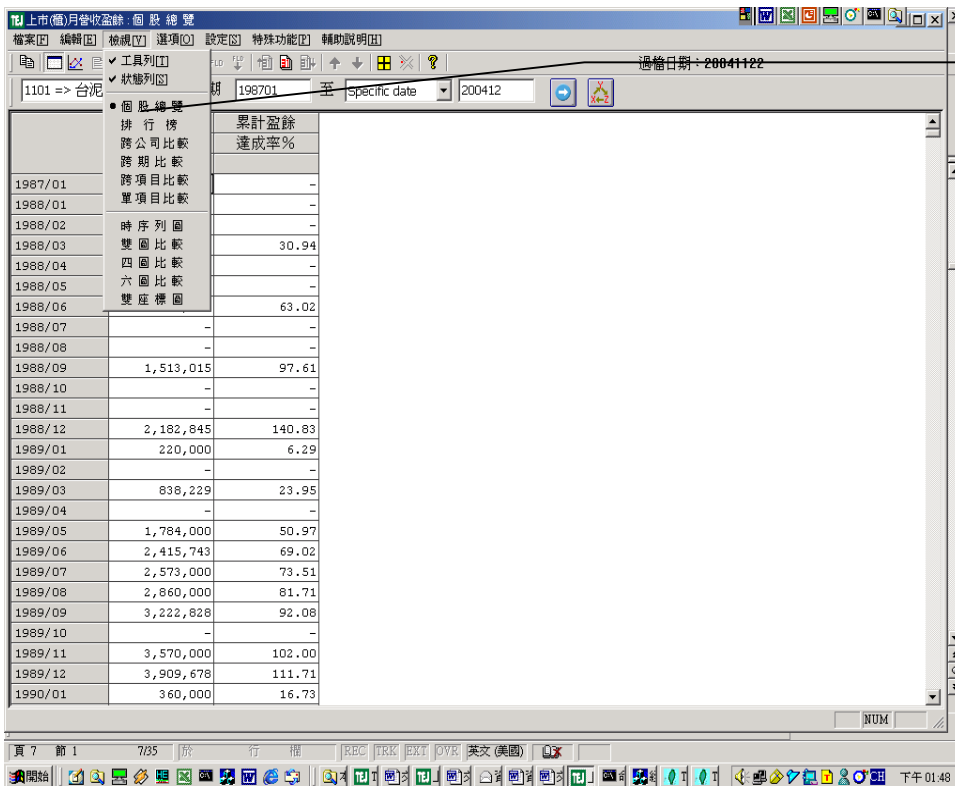 TEJ 上市(櫃)月營收盈餘 : 個 股 總 覽
檔案[F] 編輯[E] 檢視[V] 選項[O] 設定[S] 特殊功能[P] 輔助說明[H]
過檔日期：20041122
1101 => 台泥 198701 至 Specific date 200412
✓ 工具列[T]
✓ 狀態列[S]
• 個 股 總 覽
排 行 榜
跨公司比較
跨 期 比 較
跨項目比較
單項目比較
時 序 列 圖
雙 圖 比 較
四 圖 比 較
六 圖 比 較
雙 座 標 圖
累計盈餘
達成率%
1987/01 -
1988/01 -
1988/02 -
1988/03 30.94
1988/04 -
1988/05 -
1988/06 63.02
1988/07 - -
1988/08 - -
1988/09 1,513,015 97.61
1988/10 - -
1988/11 - -
1988/12 2,182,845 140.83
1989/01 220,000 6.29
1989/02 - -
1989/03 838,229 23.95
1989/04 - -
1989/05 1,784,000 50.97
1989/06 2,415,743 69.02
1989/07 2,573,000 73.51
1989/08 2,860,000 81.71
1989/09 3,222,828 92.08
1989/10 - -
1989/11 3,570,000 102.00
1989/12 3,909,678 111.71
1990/01 360,000 16.73
NUM
頁 7 節 1 7/35 於 行 欄 REC TRK EXT OVR 英文 (美國)
開始 下午 01:48